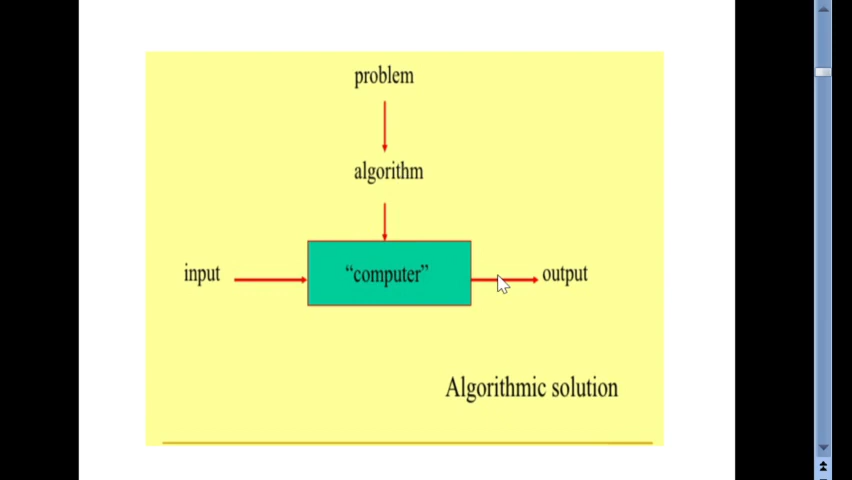 problem
algorithm
input
“computer”
output
Algorithmic solution